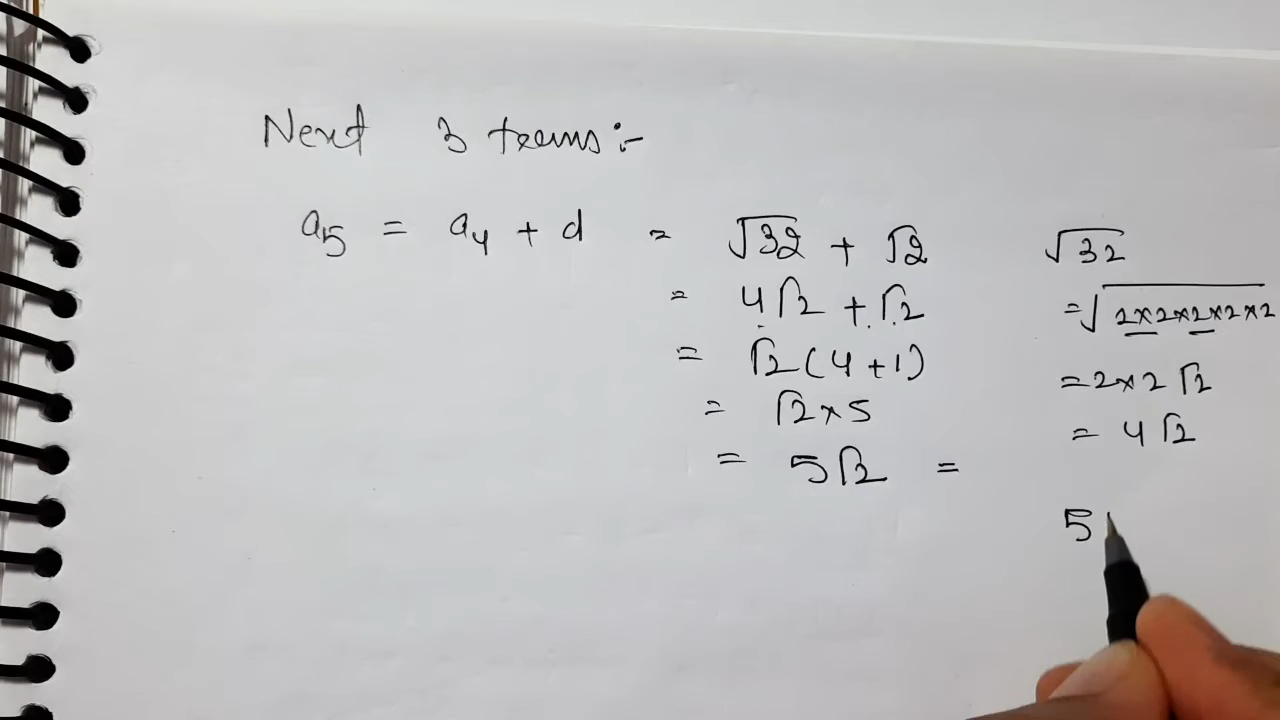 Next 3 terms:-
a5 = a4 + d = √32 + √2
= 4√2 + √2
= √2(4+1)
= √2×5
= 5√2 =
√32
=√2×2×2×2×2
=2×2√2
= 4√2
5